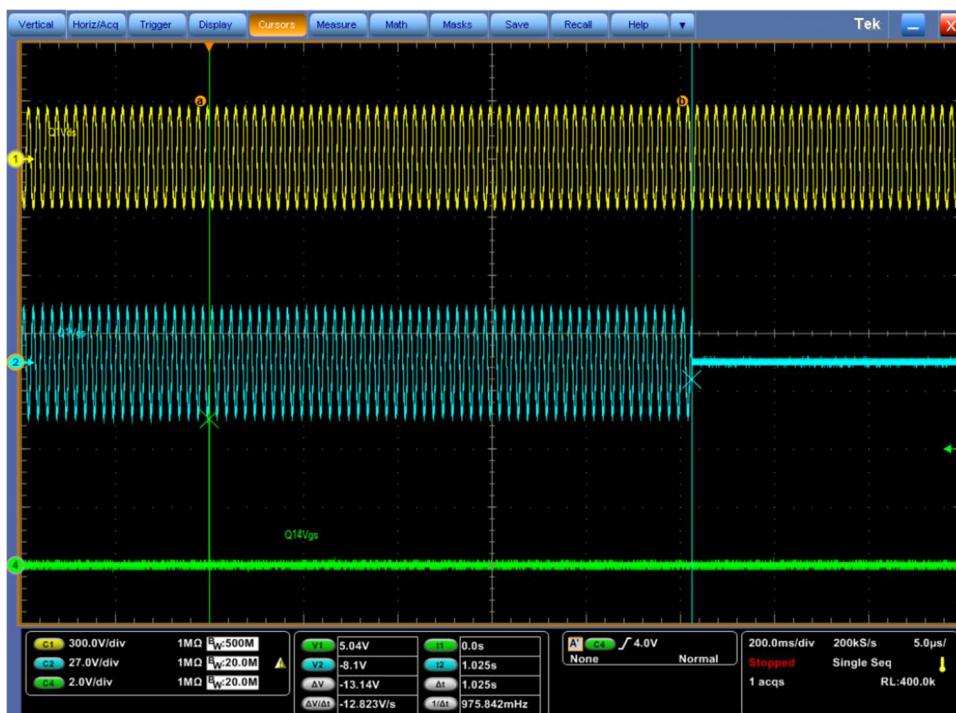 Vertical Horiz/Acq Trigger Display Cursors Measure Math Masks Save Recall Help Tek
a b
Q1Vds
1
2
Q14Vgs
4
C1 300.0V/div 1MΩ BW:500M
C2 27.0V/div 1MΩ BW:20.0M
C4 2.0V/div 1MΩ BW:20.0M
V1 5.04V t1 0.0s
V2 -8.1V t2 1.025s
ΔV -13.14V Δt 1.025s
ΔV/Δt -12.823V/s 1/Δt 975.842mHz
A' C4 4.0V
None Normal
200.0ms/div 200kS/s 5.0µs/
Stopped Single Seq
1 acqs RL:400.0k